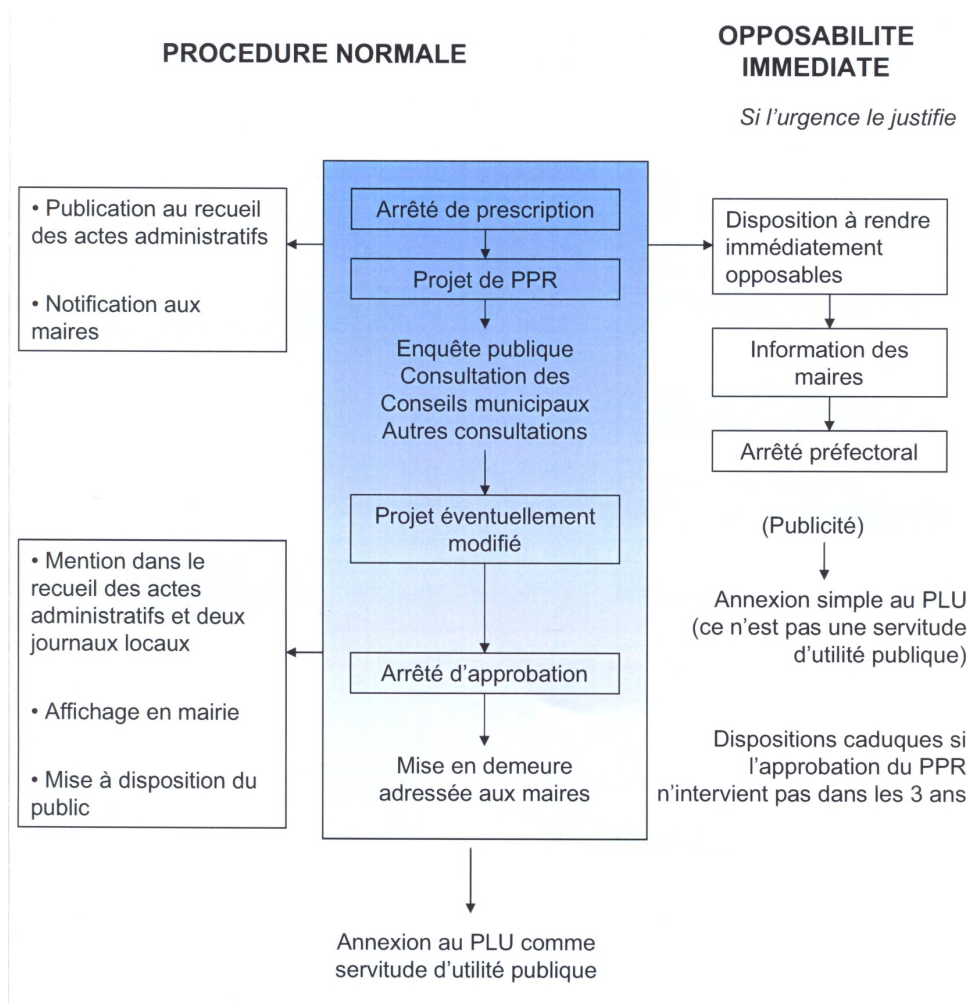 PROCEDURE NORMALE
OPPOSABILITE
IMMEDIATE
Si l'urgence le justifie
• Publication au recueil
des actes administratifs
• Notification aux
maires
Arrêté de prescription
Projet de PPR
Enquête publique
Consultation des
Conseils municipaux
Autres consultations
Projet éventuellement
modifié
Arrêté d'approbation
Mise en demeure
adressée aux maires
• Mention dans le
recueil des actes
administratifs et deux
journaux locaux
• Affichage en mairie
• Mise à disposition du
public
Annexion au PLU comme
servitude d'utilité publique
Disposition à rendre
immédiatement
opposables
Information des
maires
Arrêté préfectoral
(Publicité)
Annexion simple au PLU
(ce n'est pas une servitude
d'utilité publique)
Dispositions caduques si
l'approbation du PPR
n'intervient pas dans les 3 ans